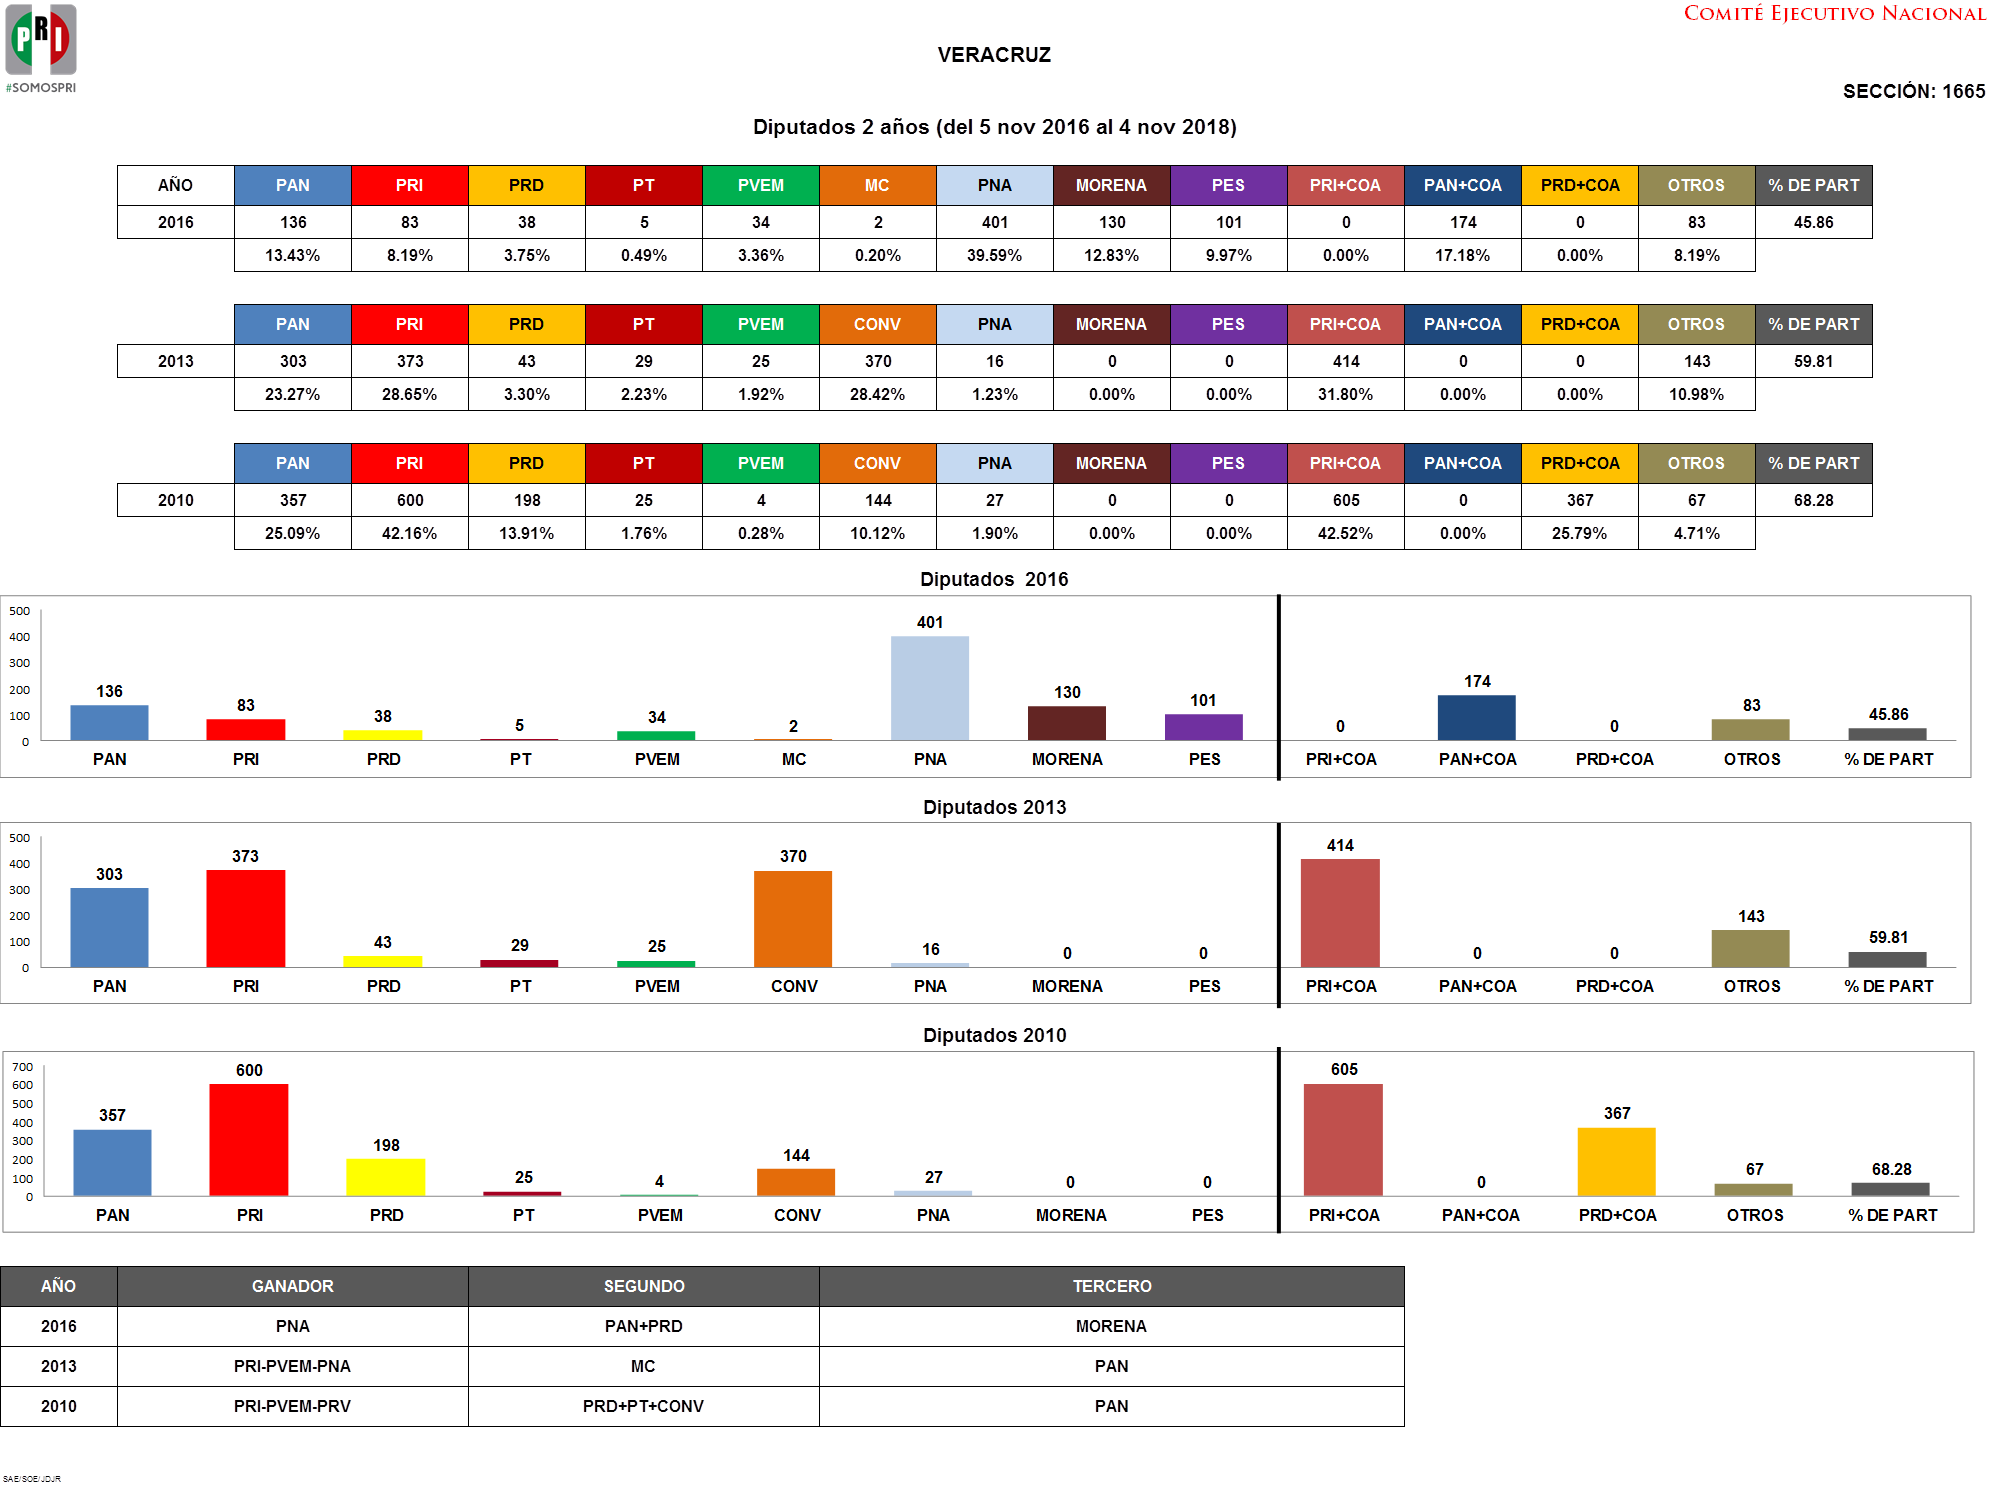 PRI
#SOMOSPRI
COMITÉ EJECUTIVO NACIONAL
VERACRUZ
SECCIÓN: 1665
Diputados 2 años (del 5 nov 2016 al 4 nov 2018)
AÑO PAN PRI PRD PT PVEM MC PNA MORENA PES PRI+COA PAN+COA PRD+COA OTROS % DE PART
2016 136 83 38 5 34 2 401 130 101 0 174 0 83 45.86
13.43% 8.19% 3.75% 0.49% 3.36% 0.20% 39.59% 12.83% 9.97% 0.00% 17.18% 0.00% 8.19%
PAN PRI PRD PT PVEM CONV PNA MORENA PES PRI+COA PAN+COA PRD+COA OTROS % DE PART
2013 303 373 43 29 25 370 16 0 0 414 0 0 143 59.81
23.27% 28.65% 3.30% 2.23% 1.92% 28.42% 1.23% 0.00% 0.00% 31.80% 0.00% 0.00% 10.98%
PAN PRI PRD PT PVEM CONV PNA MORENA PES PRI+COA PAN+COA PRD+COA OTROS % DE PART
2010 357 600 198 25 4 144 27 0 0 605 0 367 67 68.28
25.09% 42.16% 13.91% 1.76% 0.28% 10.12% 1.90% 0.00% 0.00% 42.52% 0.00% 25.79% 4.71%
Diputados 2016
500
400
300
200
100
0
136 83 38 5 34 2 401 130 101 0 174 0 83 45.86
PAN PRI PRD PT PVEM MC PNA MORENA PES PRI+COA PAN+COA PRD+COA OTROS % DE PART
Diputados 2013
500
400
300
200
100
0
303 373 43 29 25 370 16 0 0 414 0 0 143 59.81
PAN PRI PRD PT PVEM CONV PNA MORENA PES PRI+COA PAN+COA PRD+COA OTROS % DE PART
Diputados 2010
700
600
500
400
300
200
100
0
357 600 198 25 4 144 27 0 0 605 0 367 67 68.28
PAN PRI PRD PT PVEM CONV PNA MORENA PES PRI+COA PAN+COA PRD+COA OTROS % DE PART
AÑO GANADOR SEGUNDO TERCERO
2016 PNA PAN+PRD MORENA
2013 PRI-PVEM-PNA MC PAN
2010 PRI-PVEM-PRV PRD+PT+CONV PAN
SAE/SOE/JDJR